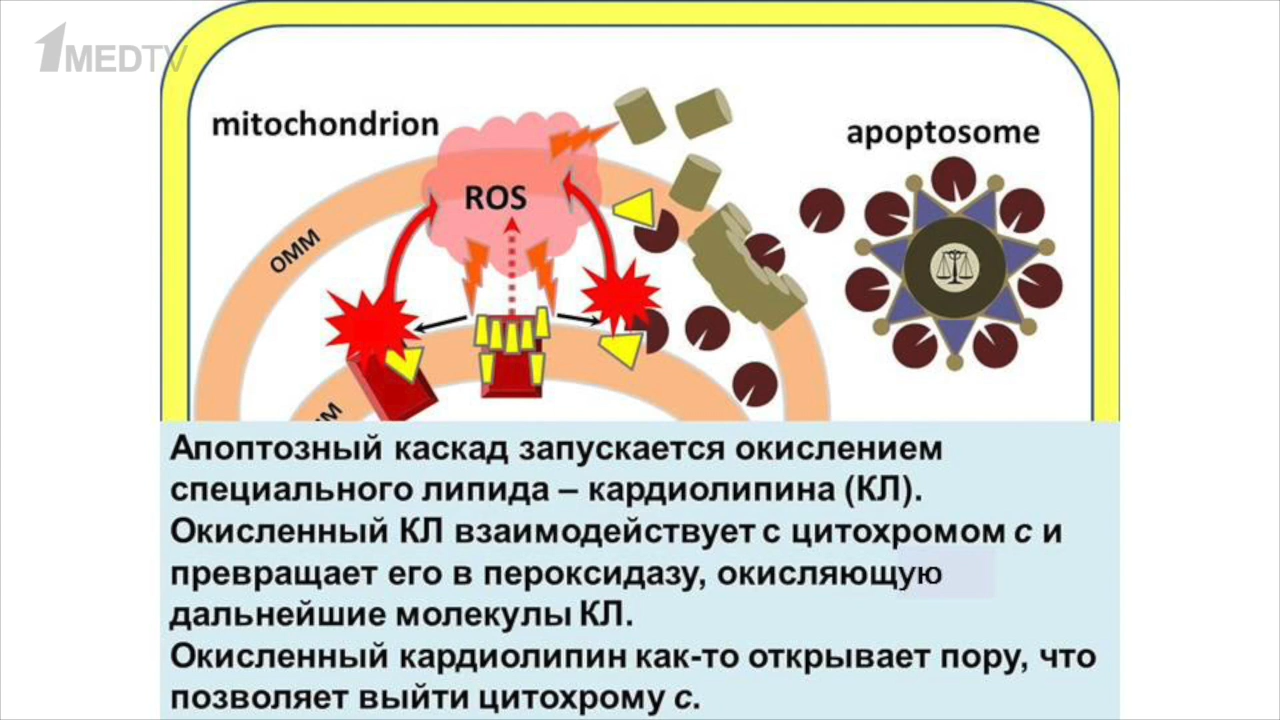 1MEDTV
mitochondrion
apoptosome
ROS
OMM
Апоптозный каскад запускается окислением
специального липида – кардиолипина (КЛ).
Окисленный КЛ взаимодействует с цитохромом с и
превращает его в пероксидазу, окисляющую
дальнейшие молекулы КЛ.
Окисленный кардиолипин как-то открывает пору, что
позволяет выйти цитохрому с.